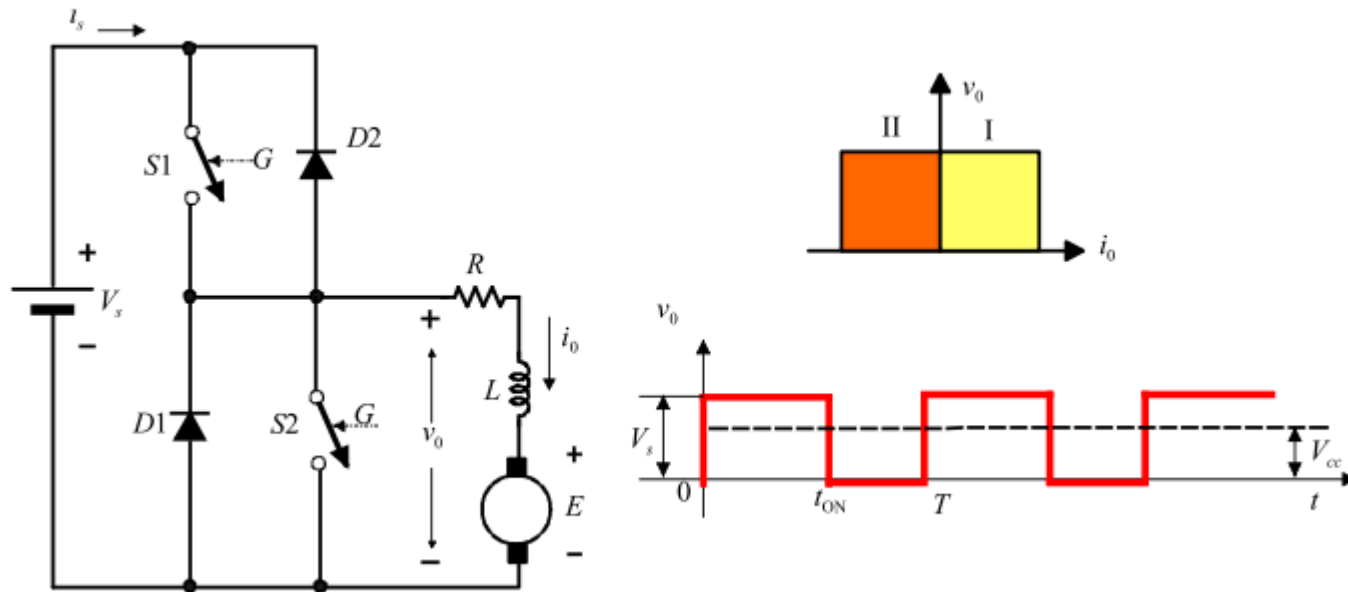 i_s
S1
G
D2
+
V_s
−
R
+
i_0
L
v_0
D1
S2
G
+
E
−
−
v_0
II
I
i_0
v_0
V_s
V_cc
0
t_ON
T
t